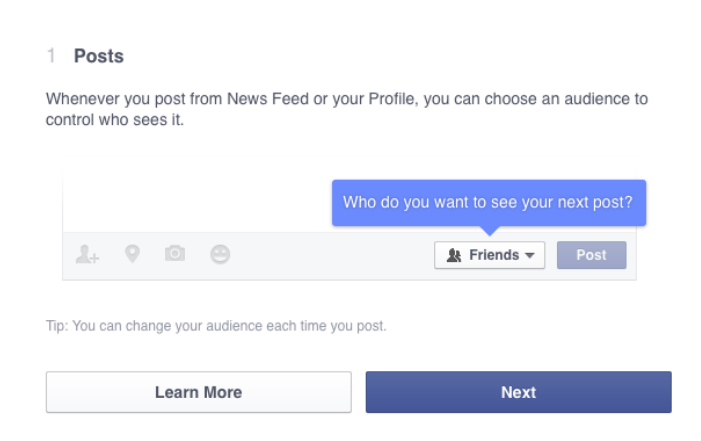 1 Posts
Whenever you post from News Feed or your Profile, you can choose an audience to
control who sees it.
Who do you want to see your next post?
Friends Post
Tip: You can change your audience each time you post.
Learn More Next